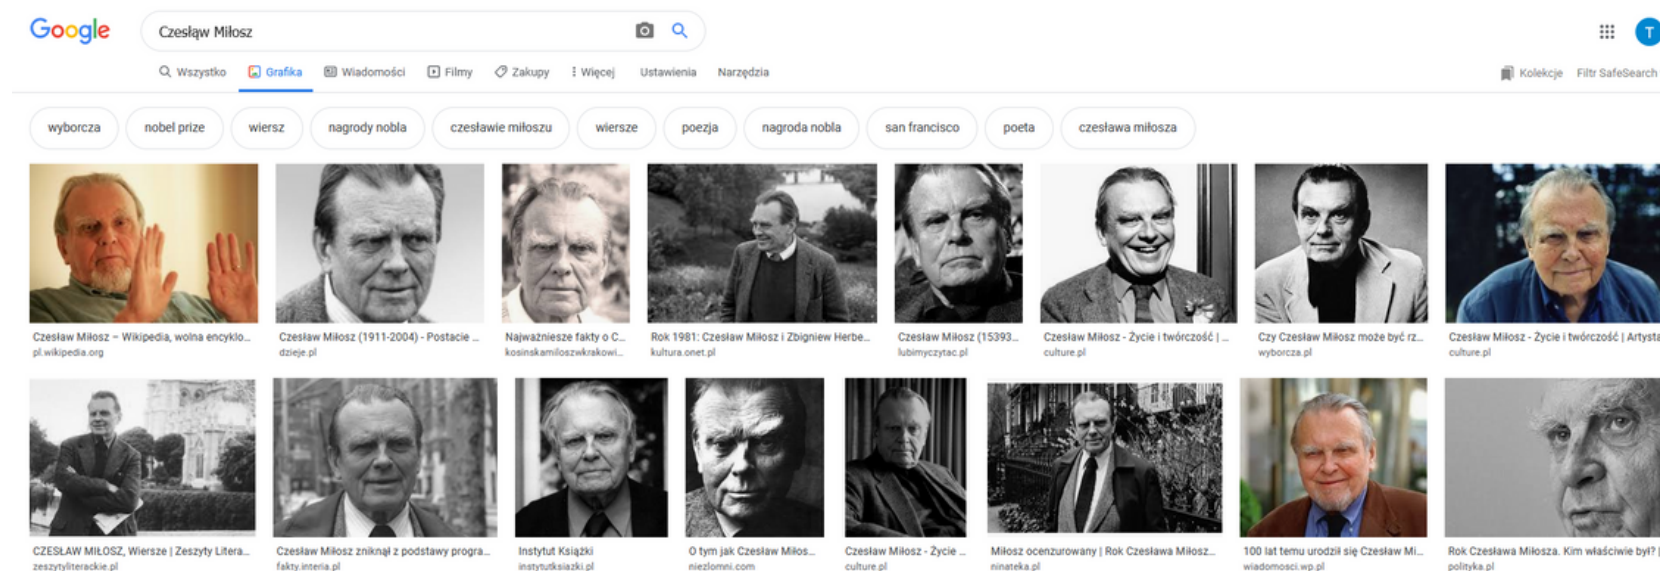 Google
Czesłąw Miłosz
T
Wszystko Grafika Wiadomości Filmy Zakupy Więcej Ustawienia Narzędzia Kolekcje Filtr SafeSearch
wyborcza nobel prize wiersz nagrody nobla czesławie miłoszu wiersze poezja nagroda nobla san francisco poeta czesława miłosza
Czesław Miłosz – Wikipedia, wolna encyklo...
pl.wikipedia.org
Czesław Miłosz (1911-2004) - Postacie ...
dzieje.pl
Najważniejsze fakty o C...
kosinskamiloszwkrakowi...
Rok 1981: Czesław Miłosz i Zbigniew Herbe...
kultura.onet.pl
Czesław Miłosz (15393...
lubimyczytac.pl
Czesław Miłosz - Życie i twórczość | ...
culture.pl
Czy Czesław Miłosz może być rz...
wyborcza.pl
Czesław Miłosz - Życie i twórczość | Artysta
culture.pl
CZESŁAW MIŁOSZ, Wiersze | Zeszyty Litera...
zeszytyliterackie.pl
Czesław Miłosz zniknął z podstawy progra...
fakty.interia.pl
Instytut Książki
instytutksiazki.pl
O tym jak Czesław Miłos...
niezlomni.com
Czesław Miłosz - Życie ...
culture.pl
Miłosz ocenzurowany | Rok Czesława Miłosz...
ninateka.pl
100 lat temu urodził się Czesław Mi...
wiadomosci.wp.pl
Rok Czesława Miłosza. Kim właściwie był? |
polityka.pl